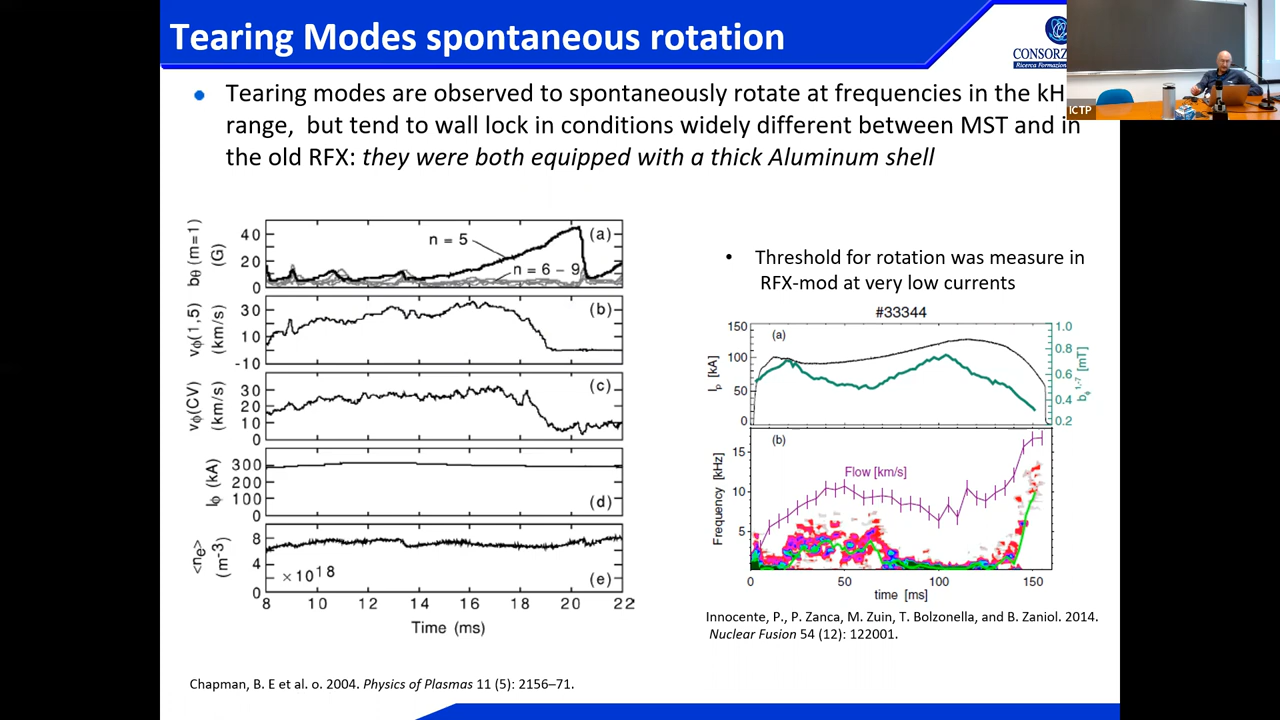 Tearing Modes spontaneous rotation
CONSORZ
Ricerca Formazion
ICTP
• Tearing modes are observed to spontaneously rotate at frequencies in the kH
range, but tend to wall lock in conditions widely different between MST and in
the old RFX: they were both equipped with a thick Aluminum shell
bθ (m=1)
(G)
40
20
0
n = 5
n = 6 – 9
(a)
vϕ(1,5)
(km/s)
30
10
-10
(b)
vϕ(CV)
(km/s)
30
20
10
0
(c)
Iϕ (kA)
300
200
100
0
(d)
<ne>
(m-3)
8
4
0
×1018
(e)
8 10 12 14 16 18 20 22
Time (ms)
Chapman, B. E et al. o. 2004. Physics of Plasmas 11 (5): 2156–71.
• Threshold for rotation was measure in
RFX-mod at very low currents
#33344
(a)
Ip [kA]
150
100
50
0
1.0
0.8
0.6
0.4
0.2
bϕ1,-7 [mT]
(b)
Flow [km/s]
Frequency [kHz]
15
10
5
0 50 100 150
time [ms]
Innocente, P., P. Zanca, M. Zuin, T. Bolzonella, and B. Zaniol. 2014.
Nuclear Fusion 54 (12): 122001.